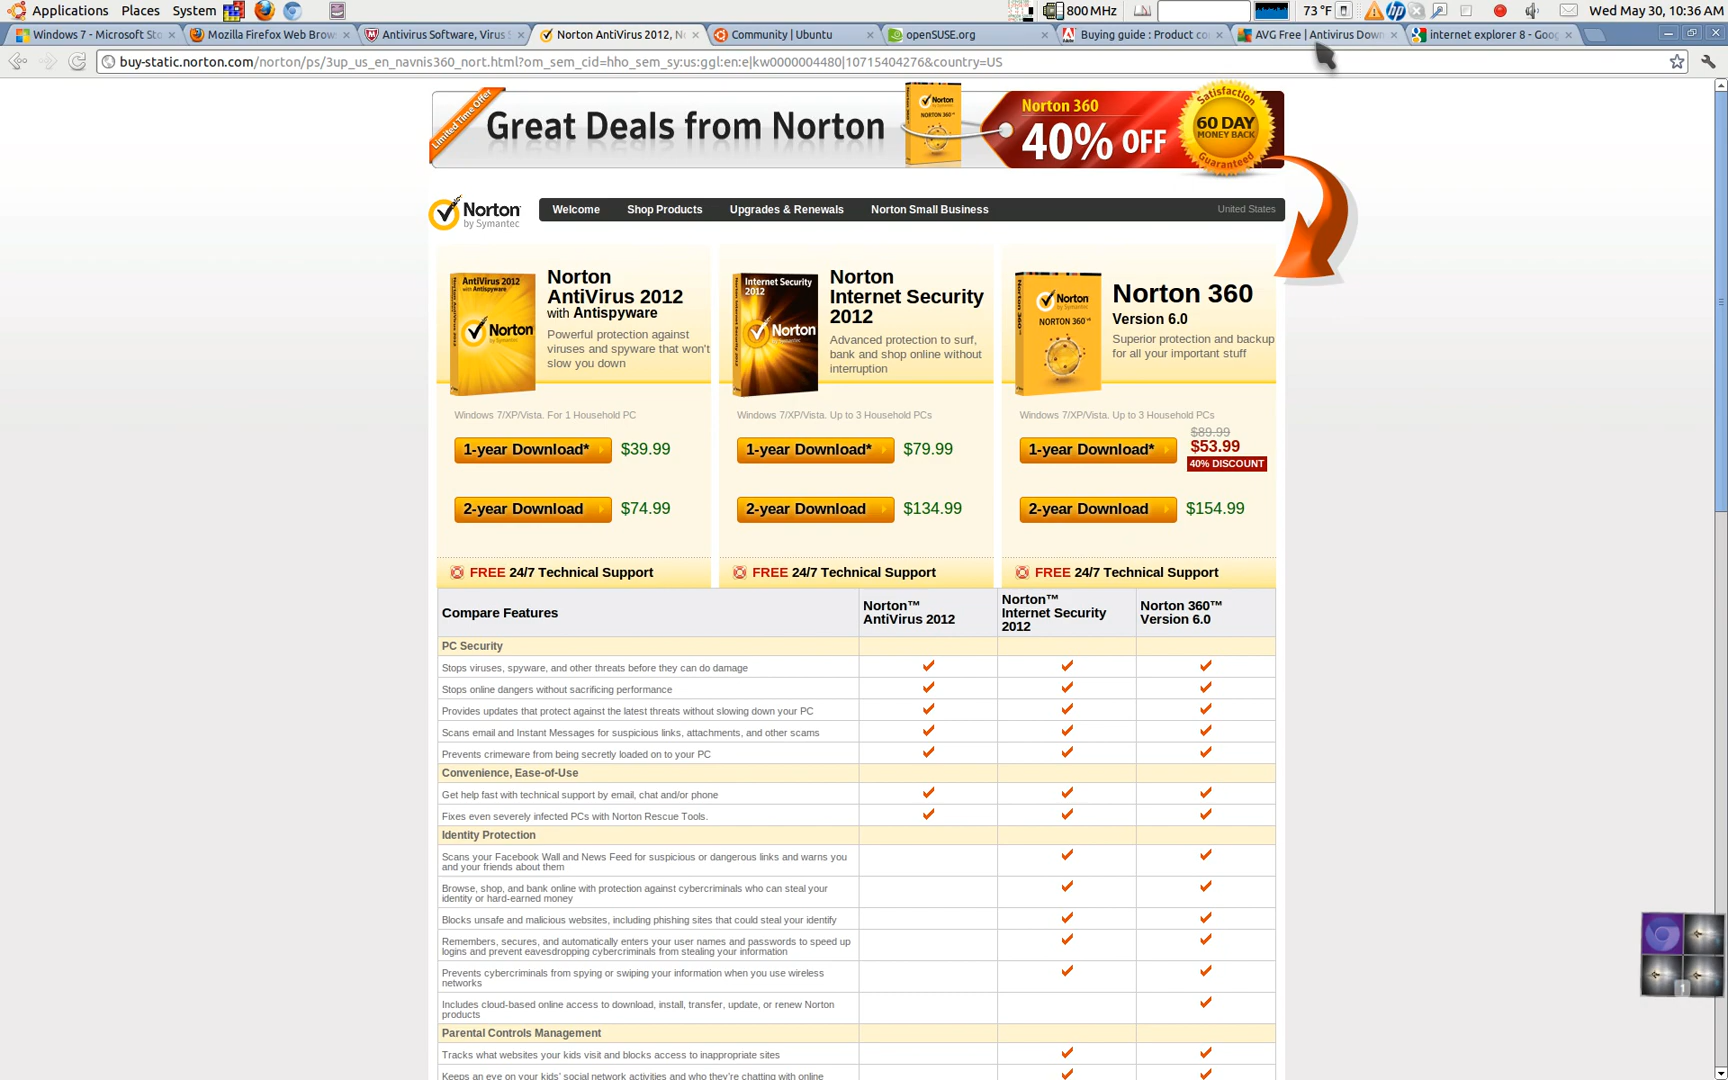 Applications Places System 800 MHz 73 °F Wed May 30, 10:36 AM
Windows 7 - Microsoft Sto Mozilla Firefox Web Brow Antivirus Software, Virus S Norton AntiVirus 2012, N Community | Ubuntu openSUSE.org Buying guide : Product co AVG Free | Antivirus Down internet explorer 8 - Goog
buy-static.norton.com/norton/ps/3up_us_en_navnis360_nort.html?om_sem_cid=hho_sem_sy:us:ggl:en:e|kw0000004480|10715404276&country=US
Limited Time Offer
Great Deals from Norton
Norton 360
40% OFF
Satisfaction
60 DAY
MONEY BACK
Guaranteed
Norton
by Symantec
Welcome Shop Products Upgrades & Renewals Norton Small Business United States
AntiVirus 2012
with Antispyware
Norton
Norton
AntiVirus 2012
with Antispyware
Powerful protection against
viruses and spyware that won't
slow you down
Internet Security
2012
Norton
Norton
Internet Security
2012
Advanced protection to surf,
bank and shop online without
interruption
Norton
NORTON 360
Norton 360
Version 6.0
Superior protection and backup
for all your important stuff
Windows 7/XP/Vista. For 1 Household PC
1-year Download* $39.99
2-year Download $74.99
FREE 24/7 Technical Support
Windows 7/XP/Vista. Up to 3 Household PCs
1-year Download* $79.99
2-year Download $134.99
FREE 24/7 Technical Support
Windows 7/XP/Vista. Up to 3 Household PCs
$89.99
1-year Download* $53.99
40% DISCOUNT
2-year Download $154.99
FREE 24/7 Technical Support
Compare Features
Norton™
AntiVirus 2012
Norton™
Internet Security
2012
Norton 360™
Version 6.0
PC Security
Stops viruses, spyware, and other threats before they can do damage
Stops online dangers without sacrificing performance
Provides updates that protect against the latest threats without slowing down your PC
Scans email and Instant Messages for suspicious links, attachments, and other scams
Prevents crimeware from being secretly loaded on to your PC
Convenience, Ease-of-Use
Get help fast with technical support by email, chat and/or phone
Fixes even severely infected PCs with Norton Rescue Tools.
Identity Protection
Scans your Facebook Wall and News Feed for suspicious or dangerous links and warns you
and your friends about them
Browse, shop, and bank online with protection against cybercriminals who can steal your
identity or hard-earned money
Blocks unsafe and malicious websites, including phishing sites that could steal your identify
Remembers, secures, and automatically enters your user names and passwords to speed up
logins and prevent eavesdropping cybercriminals from stealing your information
Prevents cybercriminals from spying or swiping your information when you use wireless
networks
Includes cloud-based online access to download, install, transfer, update, or renew Norton
products
Parental Controls Management
Tracks what websites your kids visit and blocks access to inappropriate sites
Keeps an eye on your kids' social network activities and who they're chatting with online
1